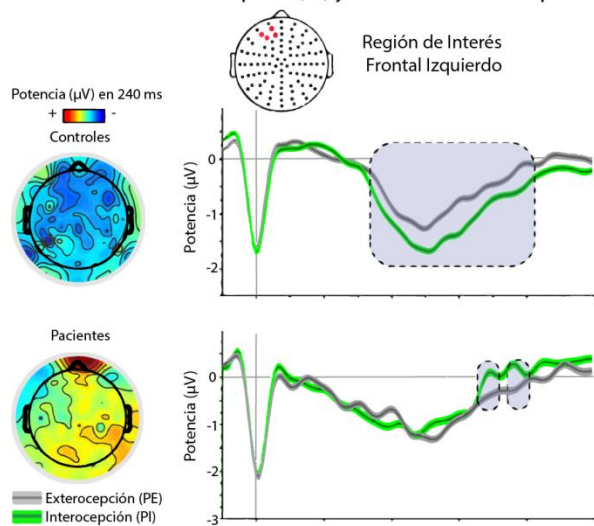 Región de Interés
Frontal Izquierdo
Potencia (µV) en 240 ms
+ -
Controles
Potencia (µV)
0
-1
-2
Pacientes
Potencia (µV)
0
-1
-2
-3
Exterocepción (PE)
Interocepción (PI)